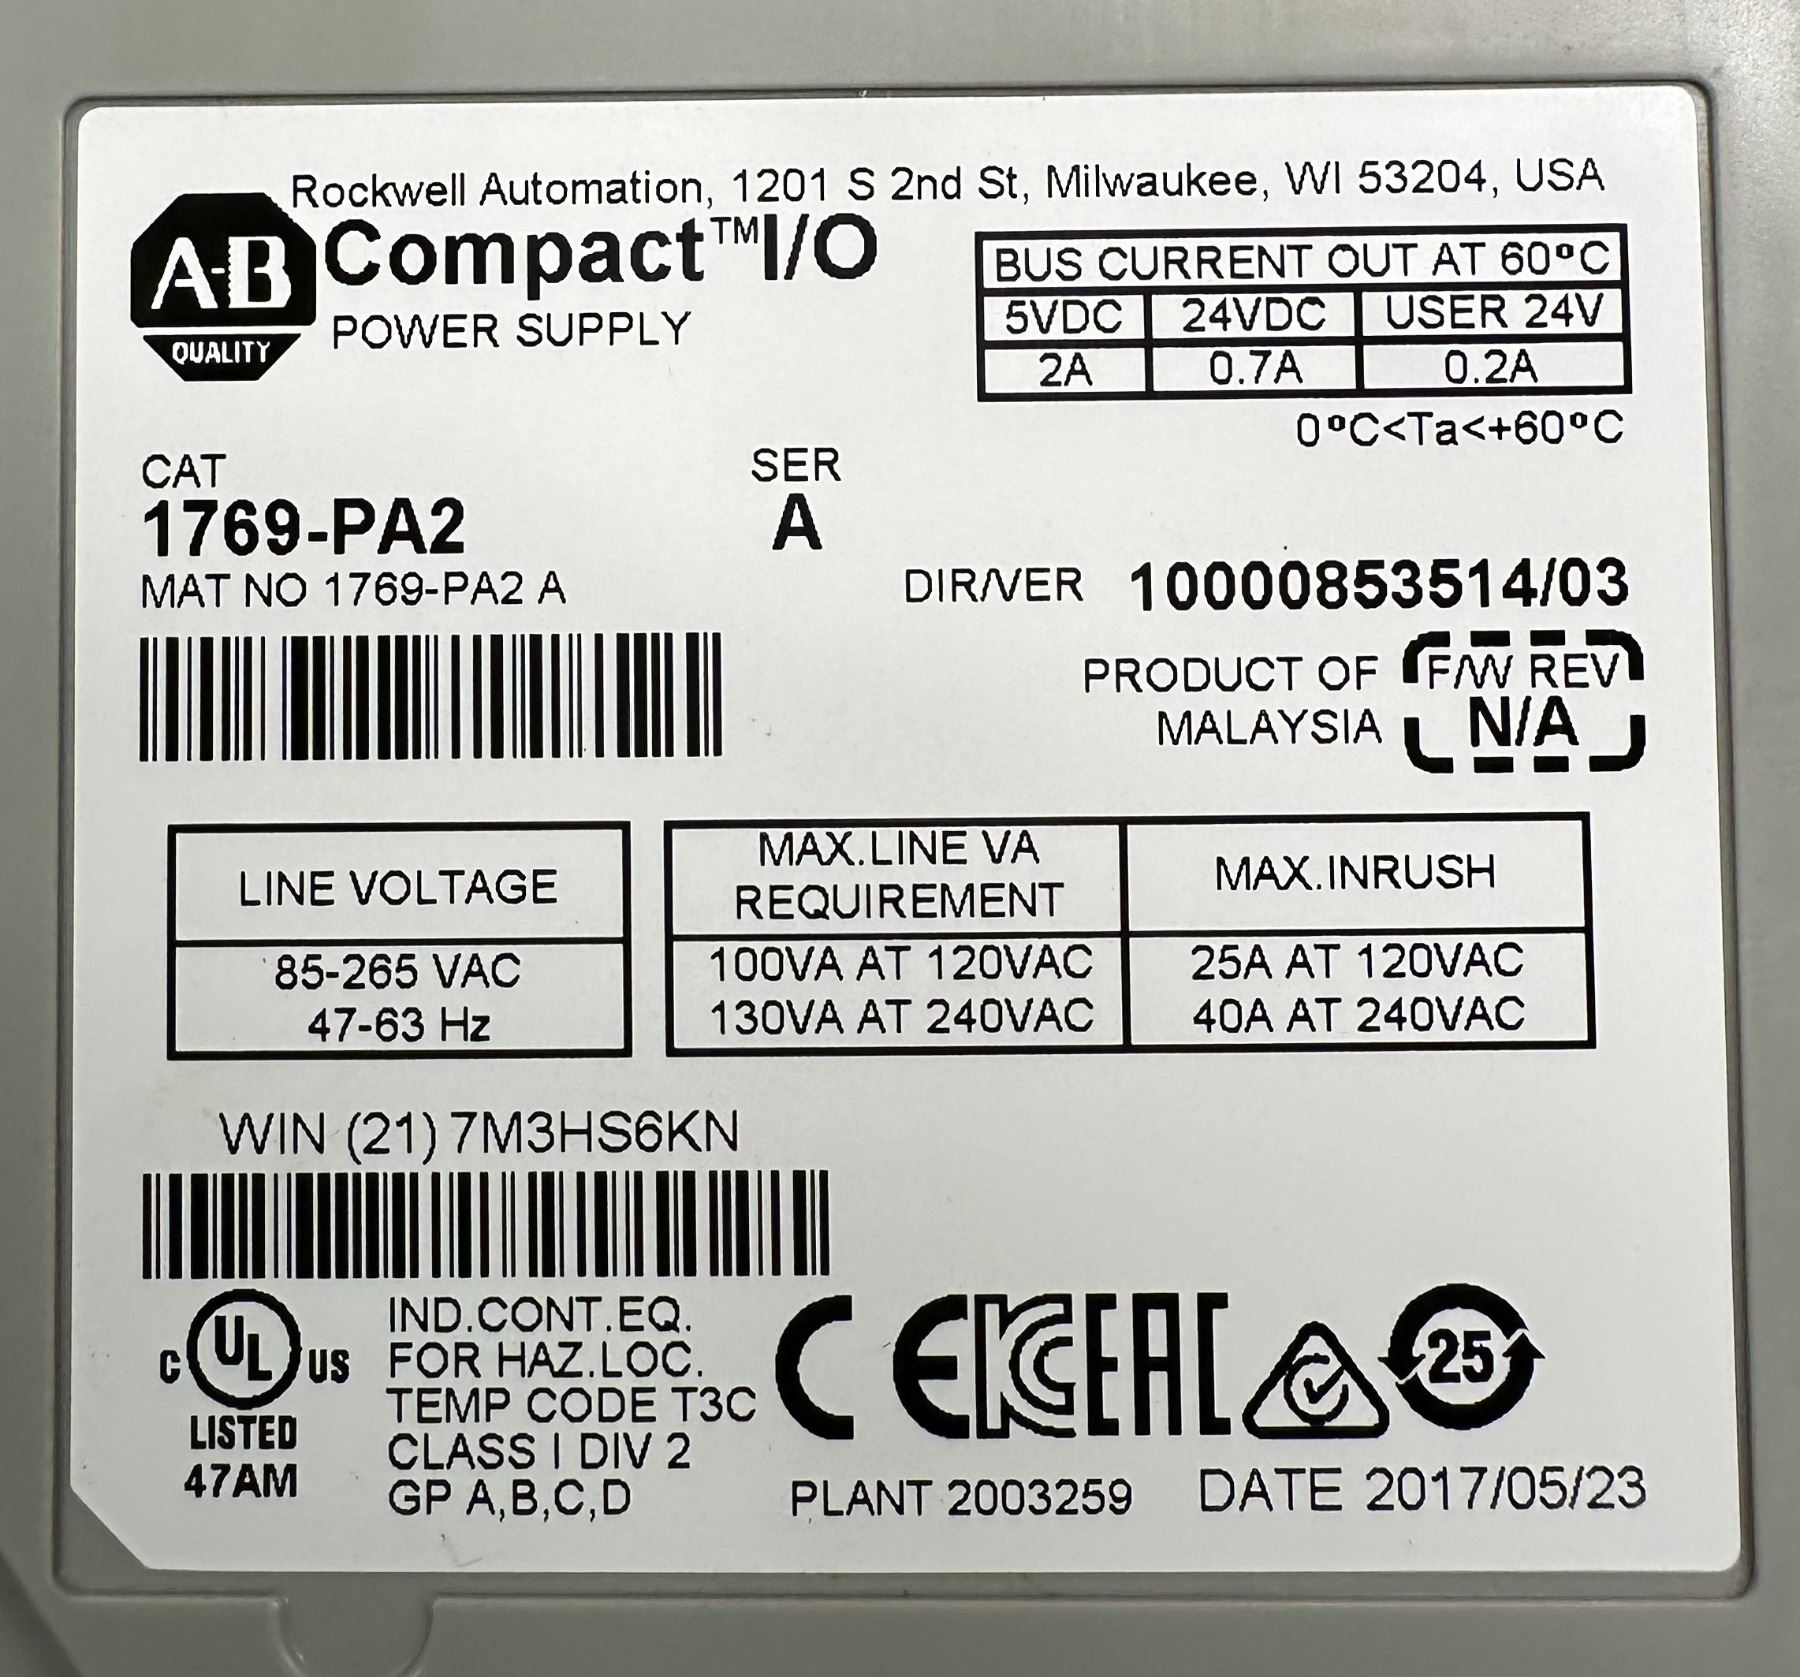 Rockwell Automation, 1201 S 2nd St, Milwaukee, WI 53204, USA
A-B
QUALITY
Compact™I/O
POWER SUPPLY
BUS CURRENT OUT AT 60ºC
5VDC 24VDC USER 24V
2A 0.7A 0.2A
0ºC<Ta<+60ºC
CAT
1769-PA2
SER
A
MAT NO 1769-PA2 A
DIR/VER 10000853514/03
PRODUCT OF
MALAYSIA
F/W REV
N/A
LINE VOLTAGE
85-265 VAC
47-63 Hz
MAX.LINE VA
REQUIREMENT
MAX.INRUSH
100VA AT 120VAC 25A AT 120VAC
130VA AT 240VAC 40A AT 240VAC
WIN (21) 7M3HS6KN
C UL US
LISTED
47AM
IND.CONT.EQ.
FOR HAZ.LOC.
TEMP CODE T3C
CLASS I DIV 2
GP A,B,C,D
CE KC EAC 25
PLANT 2003259
DATE 2017/05/23